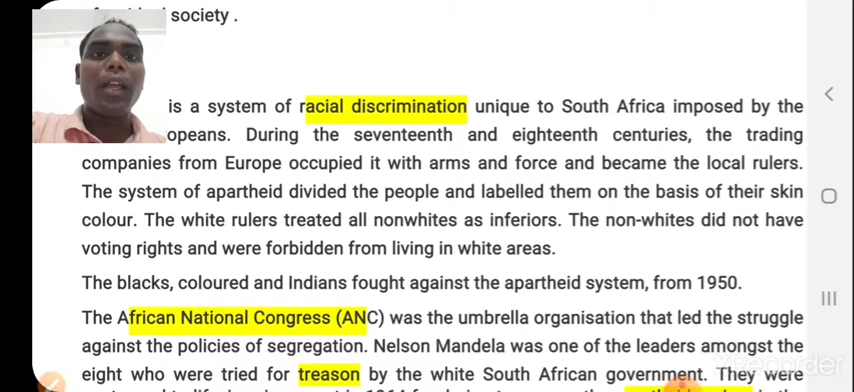 society .
is a system of racial discrimination unique to South Africa imposed by the
opeans. During the seventeenth and eighteenth centuries, the trading
companies from Europe occupied it with arms and force and became the local rulers.
The system of apartheid divided the people and labelled them on the basis of their skin
colour. The white rulers treated all nonwhites as inferiors. The non-whites did not have
voting rights and were forbidden from living in white areas.
The blacks, coloured and Indians fought against the apartheid system, from 1950.
The African National Congress (ANC) was the umbrella organisation that led the struggle
against the policies of segregation. Nelson Mandela was one of the leaders amongst the
eight who were tried for treason by the white South African government. They were